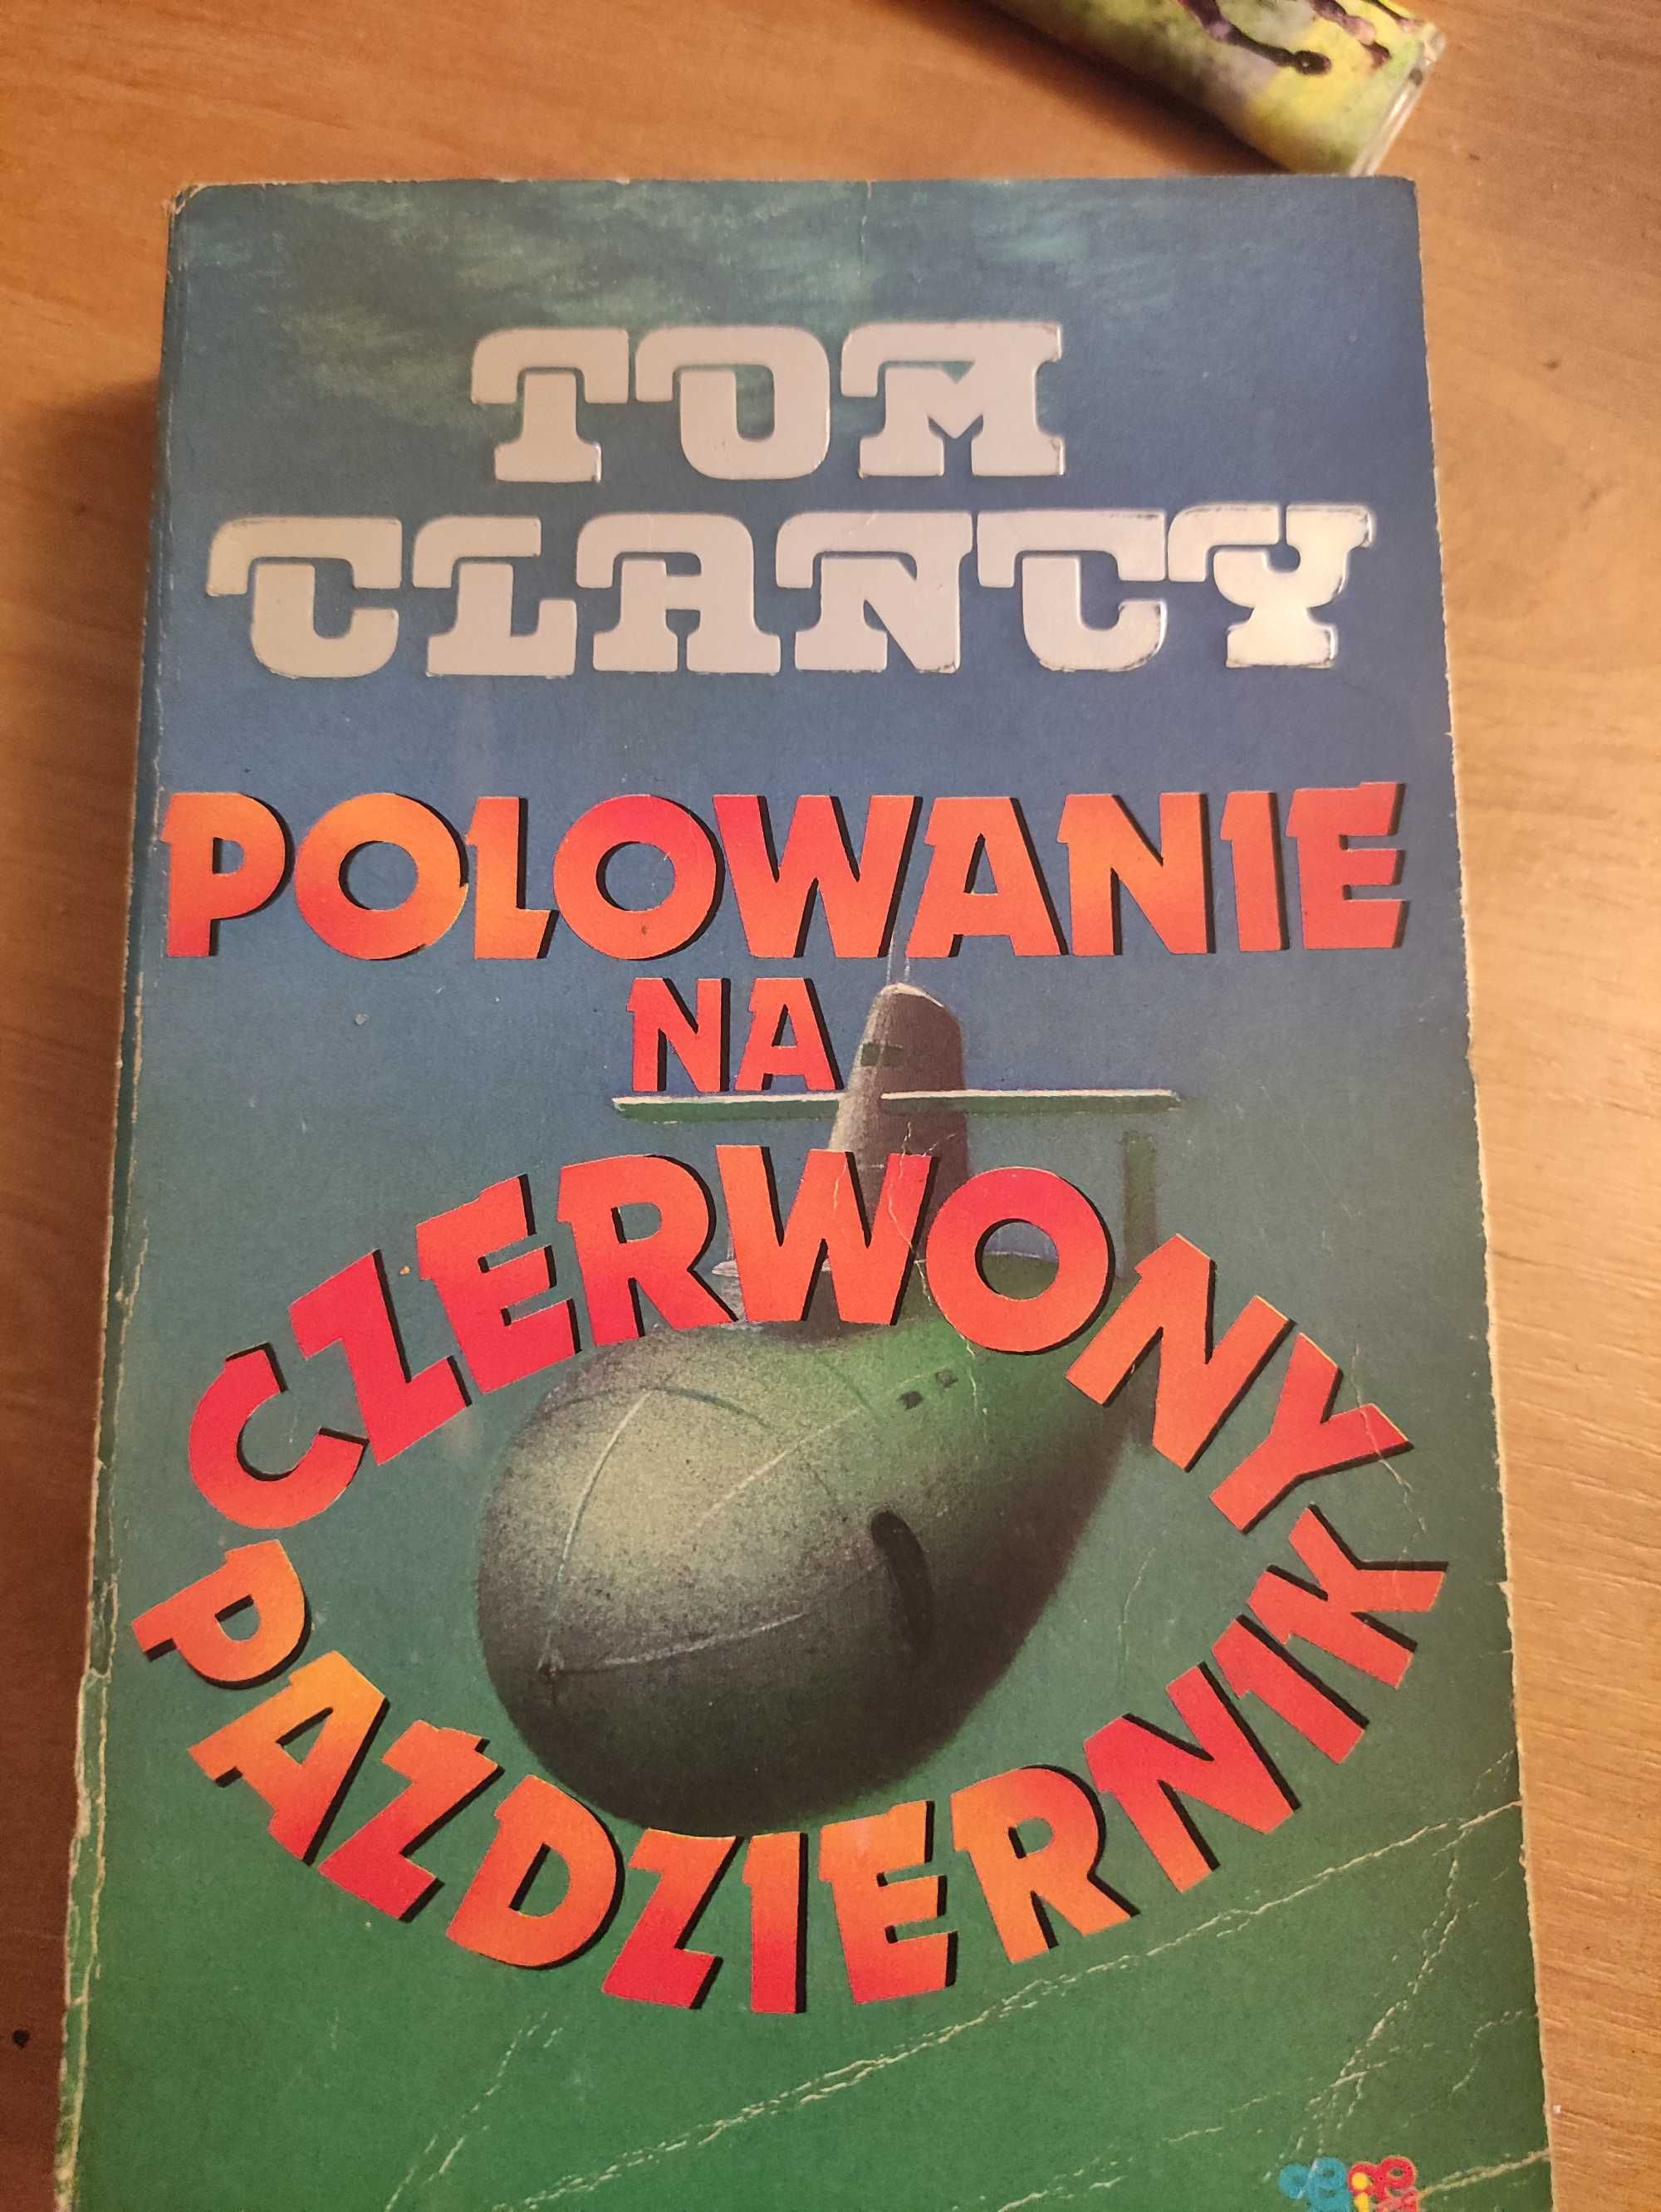 TOM
CLANCY
POLOWANIE
NA
CZERWONY
PAŹDZIERNIK